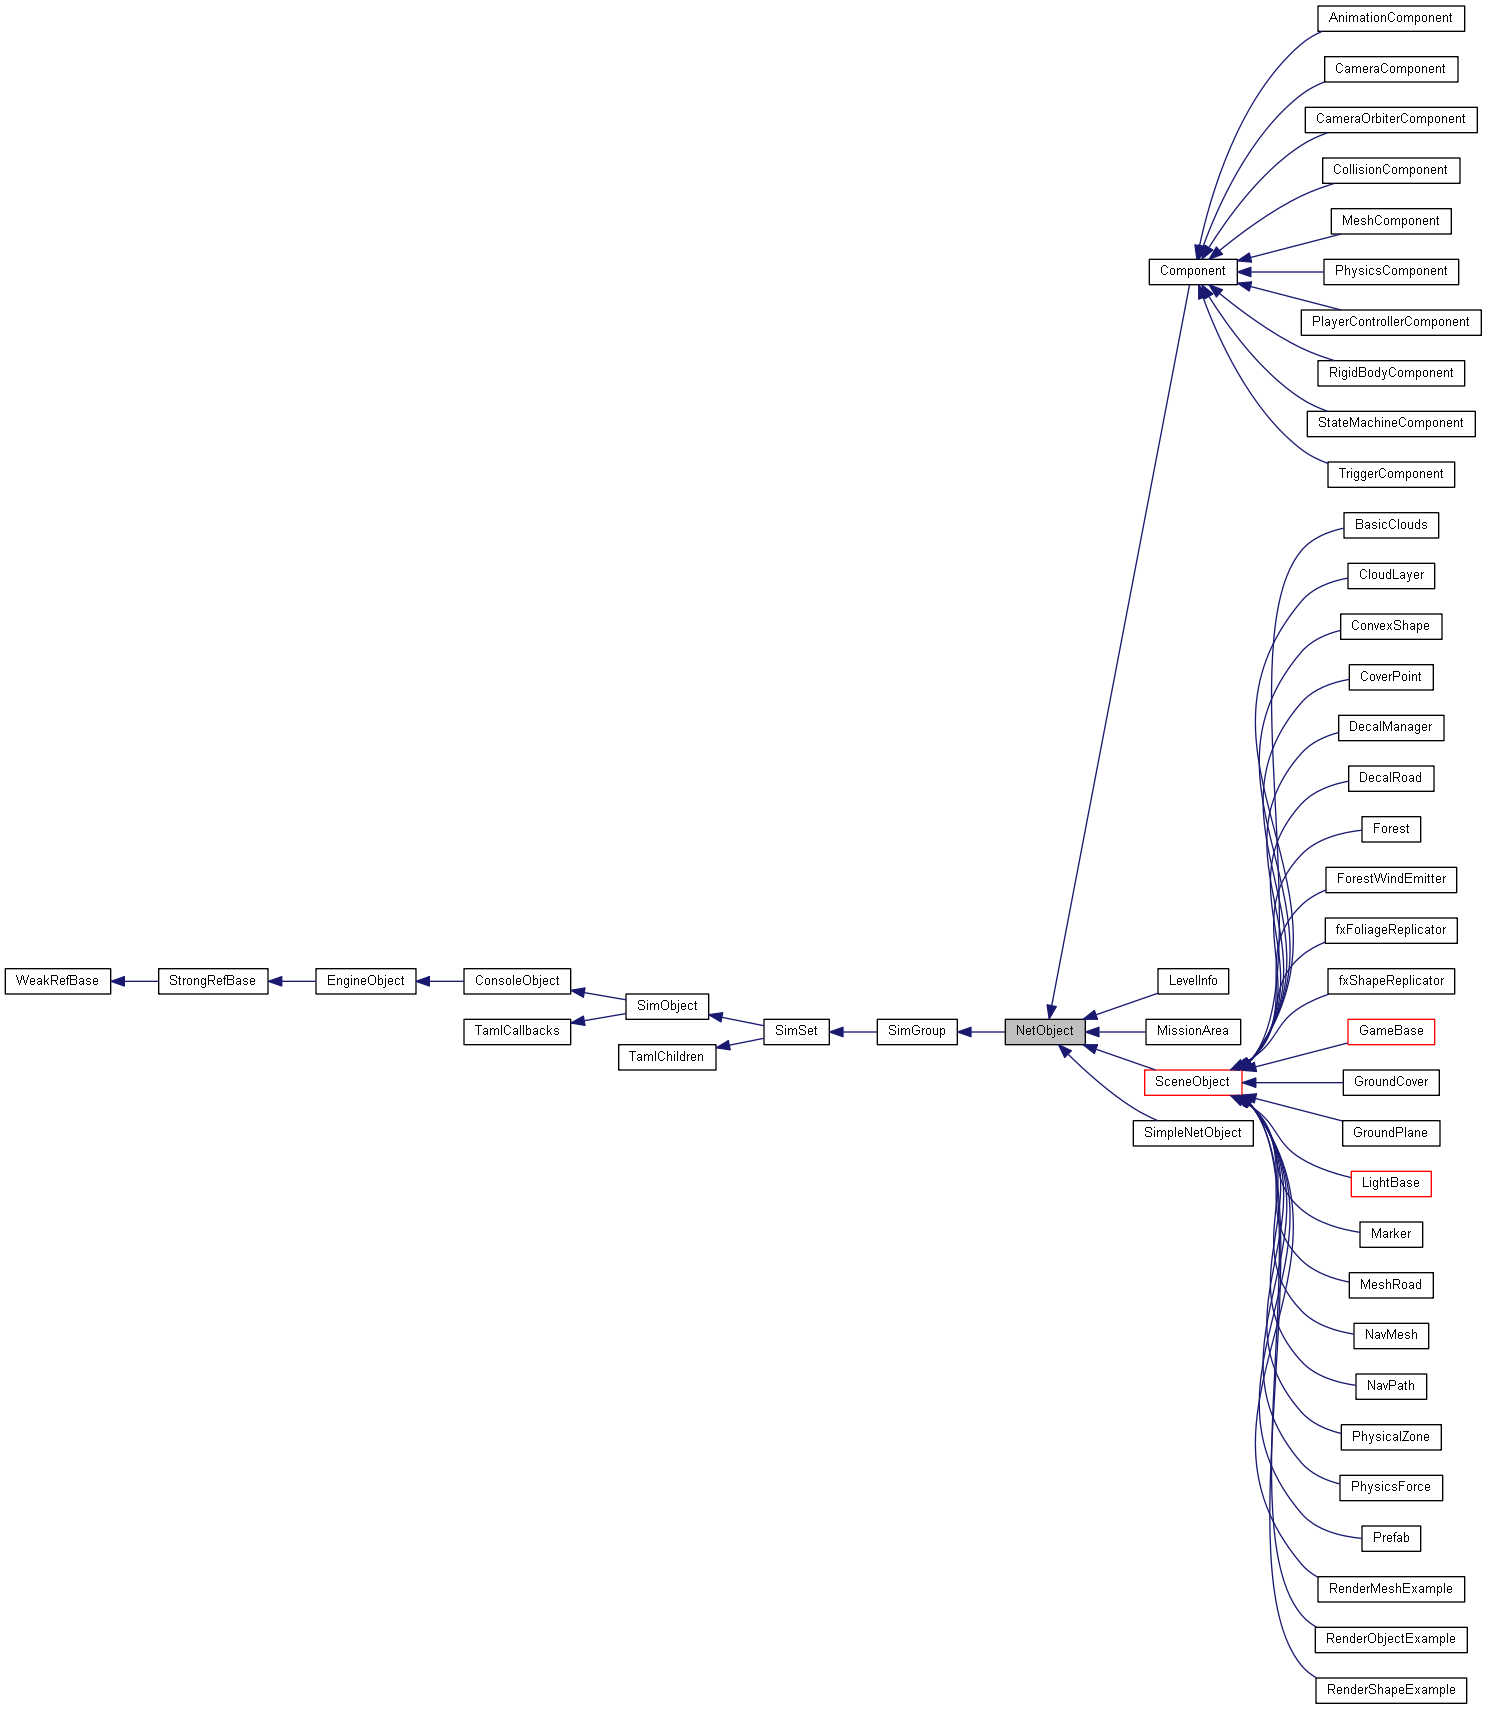 AnimationComponent
CameraComponent
CameraOrbiterComponent
CollisionComponent
MeshComponent
Component
PhysicsComponent
PlayerControllerComponent
RigidBodyComponent
StateMachineComponent
TriggerComponent
BasicClouds
CloudLayer
ConvexShape
CoverPoint
DecalManager
DecalRoad
Forest
ForestWindEmitter
fxFoliageReplicator
WeakRefBase
StrongRefBase
EngineObject
ConsoleObject
LevelInfo
fxShapeReplicator
SimObject
TamlCallbacks
SimSet
SimGroup
NetObject
MissionArea
GameBase
TamlChildren
SceneObject
GroundCover
SimpleNetObject
GroundPlane
LightBase
Marker
MeshRoad
NavMesh
NavPath
PhysicalZone
PhysicsForce
Prefab
RenderMeshExample
RenderObjectExample
RenderShapeExample